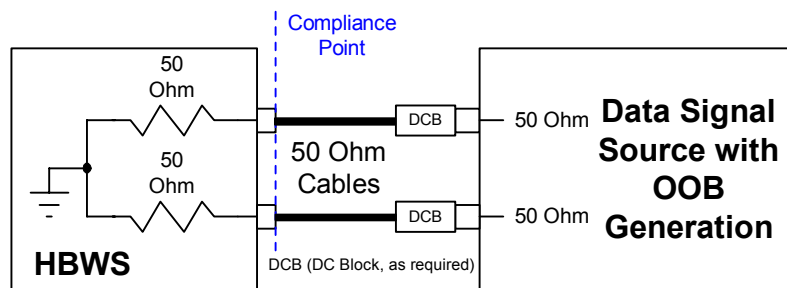 Compliance
Point
50
Ohm
DCB
50 Ohm
50
Ohm
50 Ohm
Cables
DCB
50 Ohm
Data Signal
Source with
OOB
Generation
HBWS
DCB (DC Block, as required)